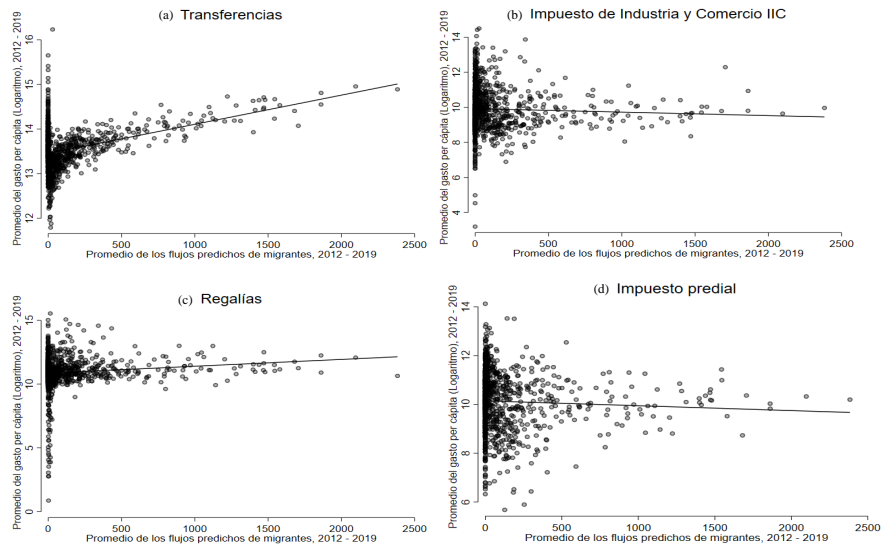 (a) Transferencias
Promedio del gasto per cápita (Logaritmo), 2012 - 2019
16
15
14
13
12
0 500 1000 1500 2000 2500
Promedio de los flujos predichos de migrantes, 2012 - 2019
(b) Impuesto de Industria y Comercio IIC
Promedio del gasto per cápita (Logaritmo), 2012 - 2019
14
12
10
8
6
4
0 500 1000 1500 2000 2500
Promedio de los flujos predichos de migrantes, 2012 - 2019
(c) Regalías
Promedio del gasto per cápita (Logaritmo), 2012 - 2019
15
10
5
0
0 500 1000 1500 2000 2500
Promedio de los flujos predichos de migrantes, 2012 - 2019
(d) Impuesto predial
Promedio del gasto per cápita (Logaritmo), 2012 - 2019
14
12
10
8
6
0 500 1000 1500 2000 2500
Promedio de los flujos predichos de migrantes, 2012 - 2019